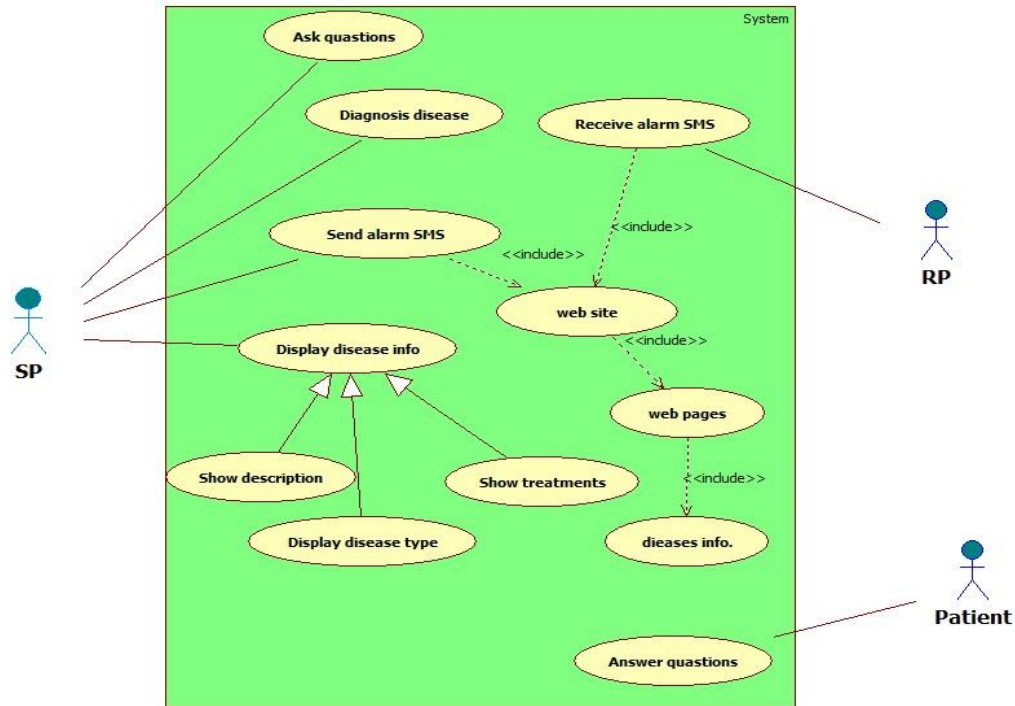 System
Ask quastions
Diagnosis disease
Receive alarm SMS
Send alarm SMS
<<include>>
<<include>>
RP
web site
SP
Display disease info
<<include>>
web pages
Show description
Show treatments
<<include>>
Display disease type
dieases info.
Patient
Answer quastions